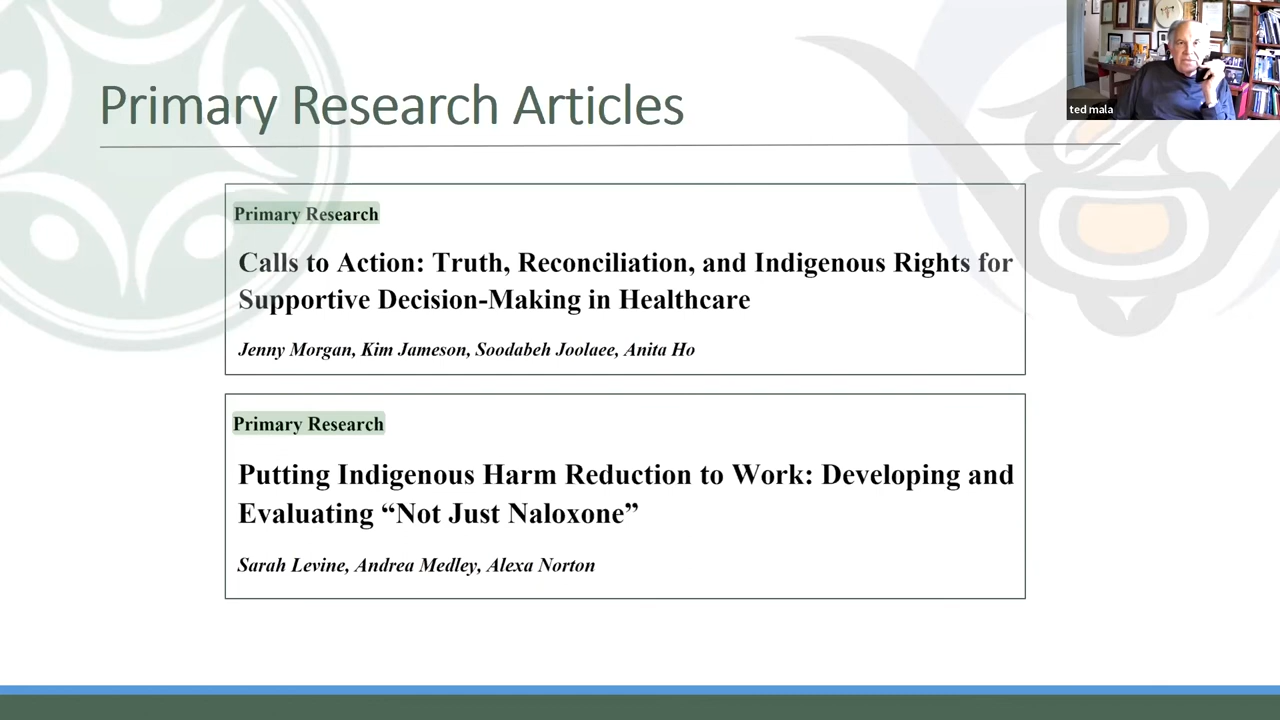 ted mala
Primary Research Articles
Primary Research
Calls to Action: Truth, Reconciliation, and Indigenous Rights for
Supportive Decision-Making in Healthcare
Jenny Morgan, Kim Jameson, Soodabeh Joolaee, Anita Ho
Primary Research
Putting Indigenous Harm Reduction to Work: Developing and
Evaluating “Not Just Naloxone”
Sarah Levine, Andrea Medley, Alexa Norton